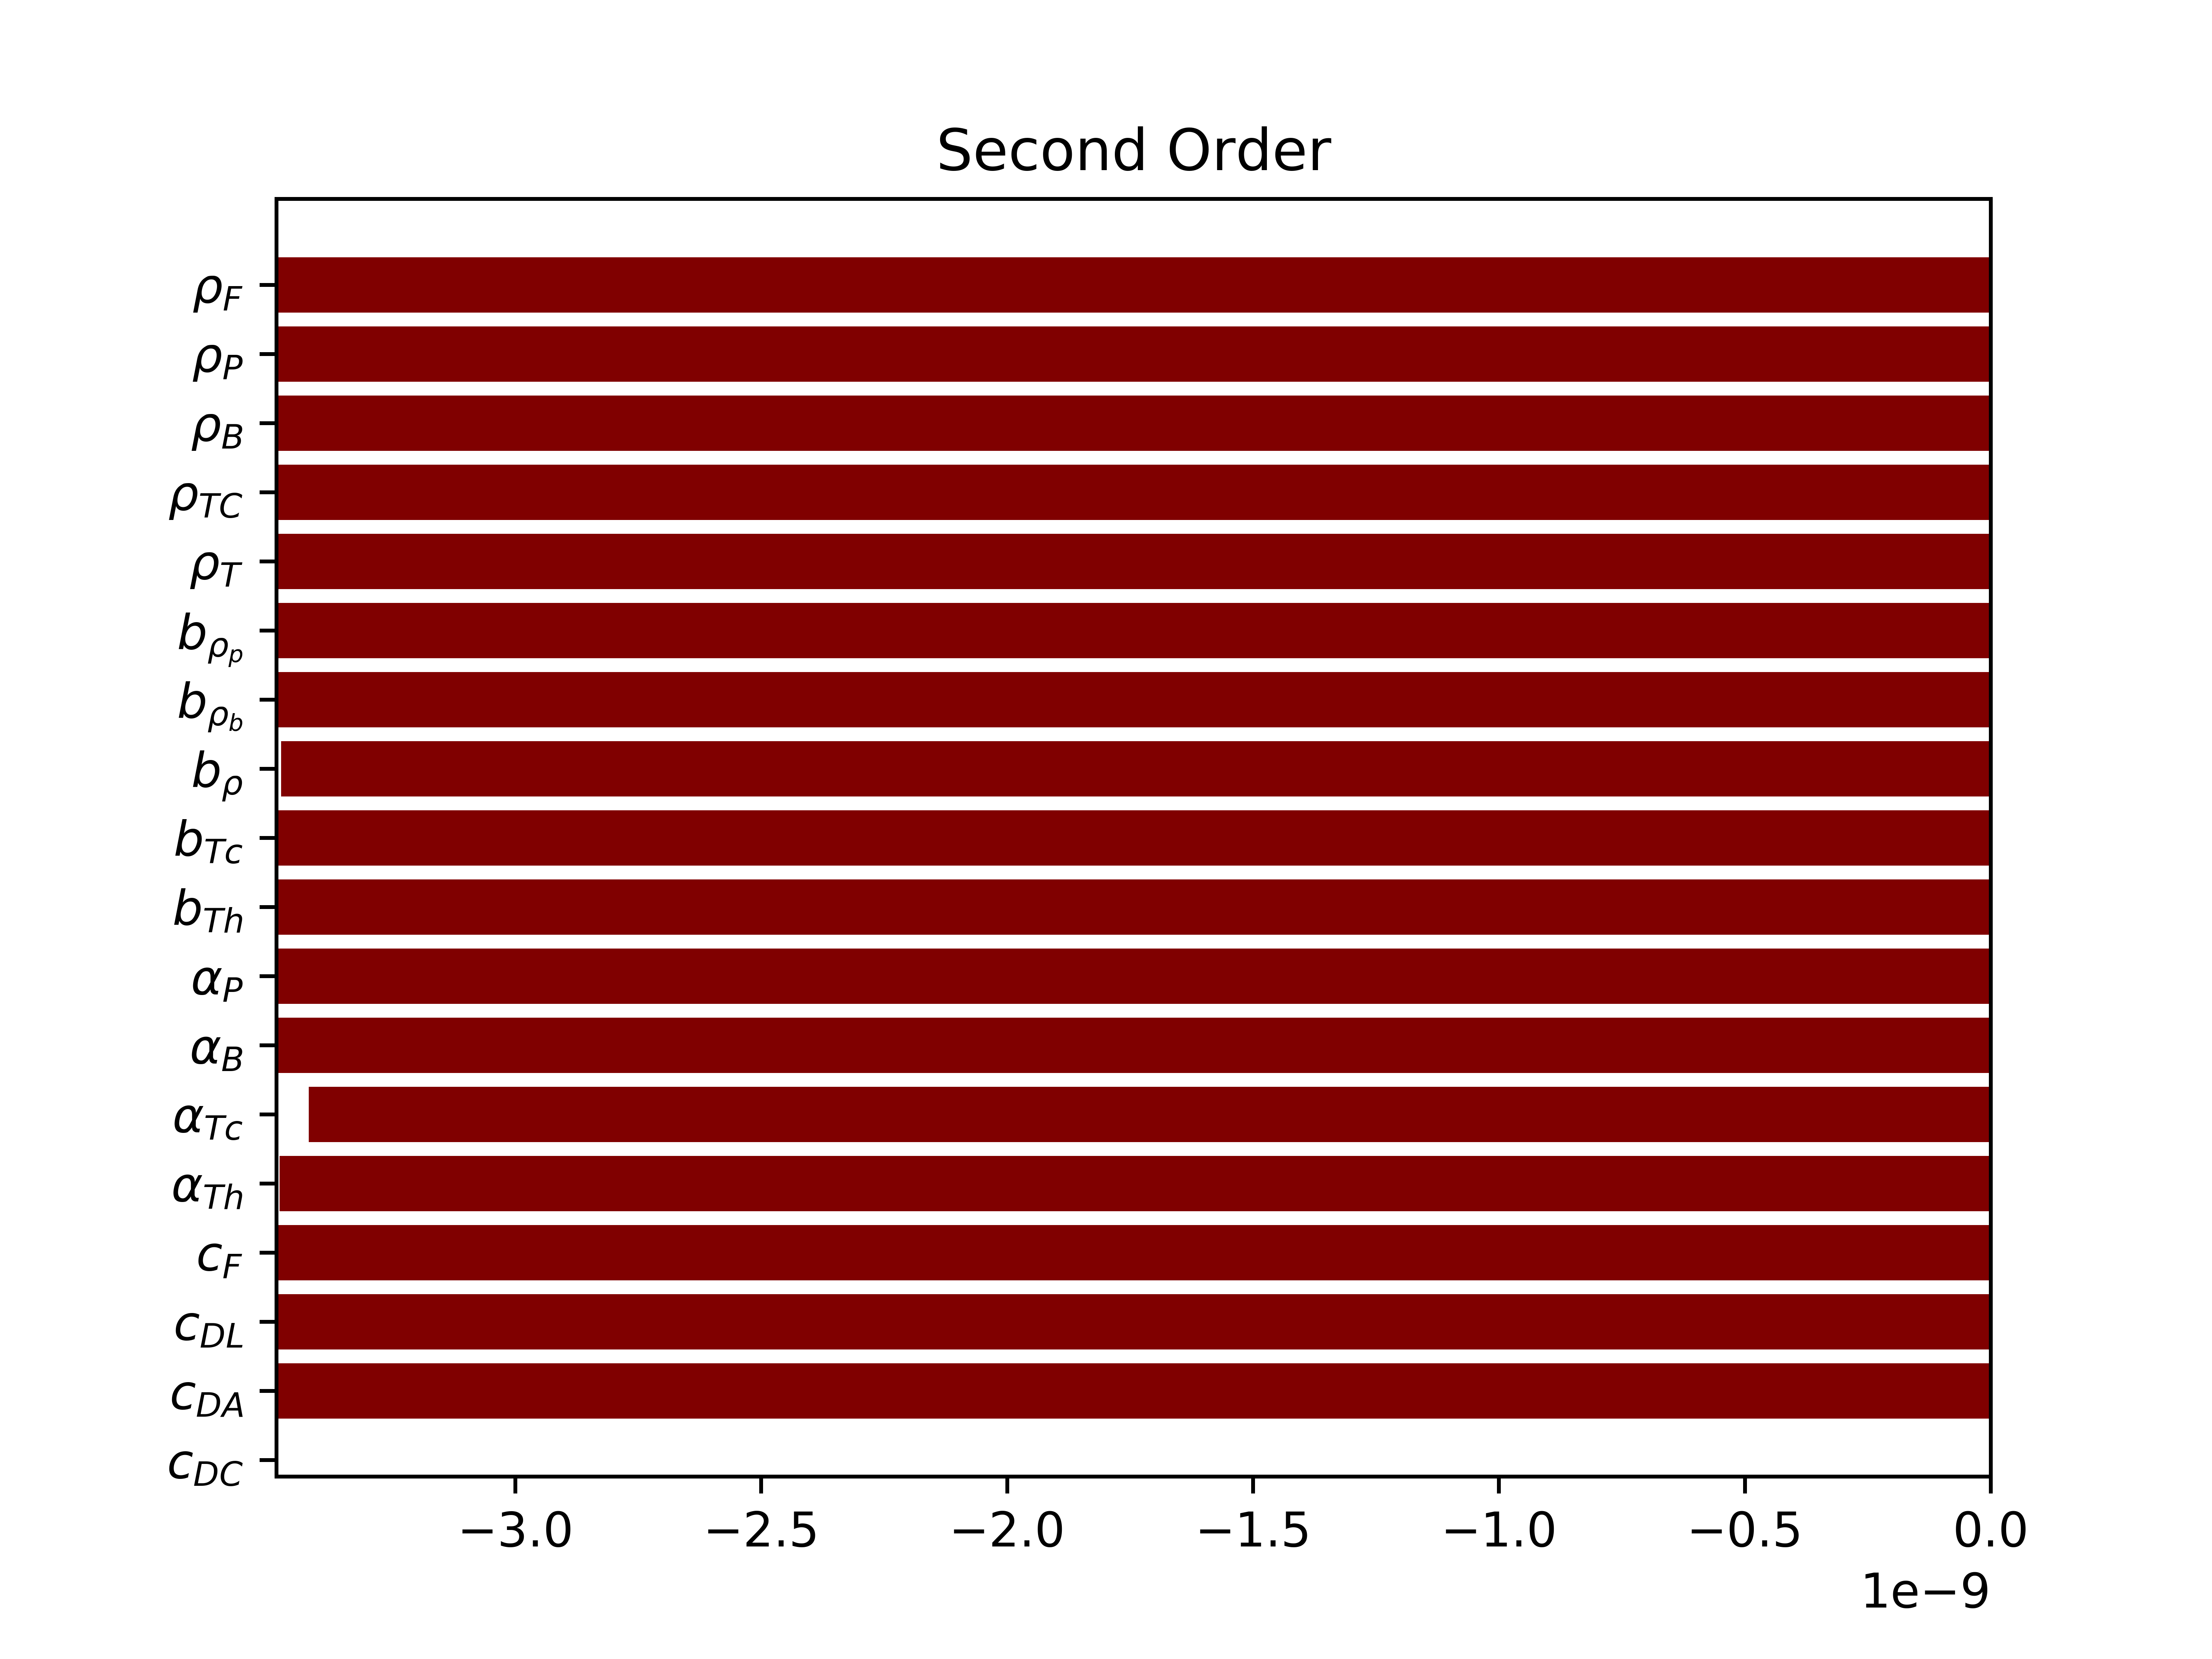 Second Order
ρ_F
ρ_P
ρ_B
ρ_TC
ρ_T
b_ρ_p
b_ρ_b
b_ρ
b_Tc
b_Th
α_P
α_B
α_Tc
α_Th
c_F
c_DL
c_DA
c_DC
−3.0 −2.5 −2.0 −1.5 −1.0 −0.5 0.0
1e−9